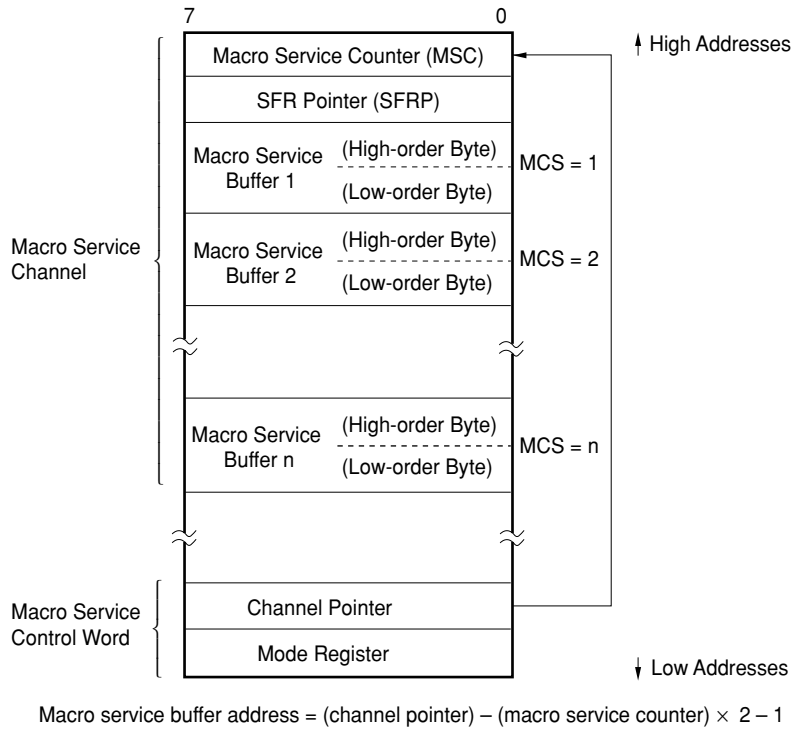 7 0
Macro Service Counter (MSC)
High Addresses
SFR Pointer (SFRP)
Macro Service
Buffer 1
(High-order Byte)
(Low-order Byte)
MCS = 1
Macro Service
Channel
Macro Service
Buffer 2
(High-order Byte)
(Low-order Byte)
MCS = 2
Macro Service
Buffer n
(High-order Byte)
(Low-order Byte)
MCS = n
Macro Service
Control Word
Channel Pointer
Mode Register
Low Addresses
Macro service buffer address = (channel pointer) – (macro service counter) × 2 – 1